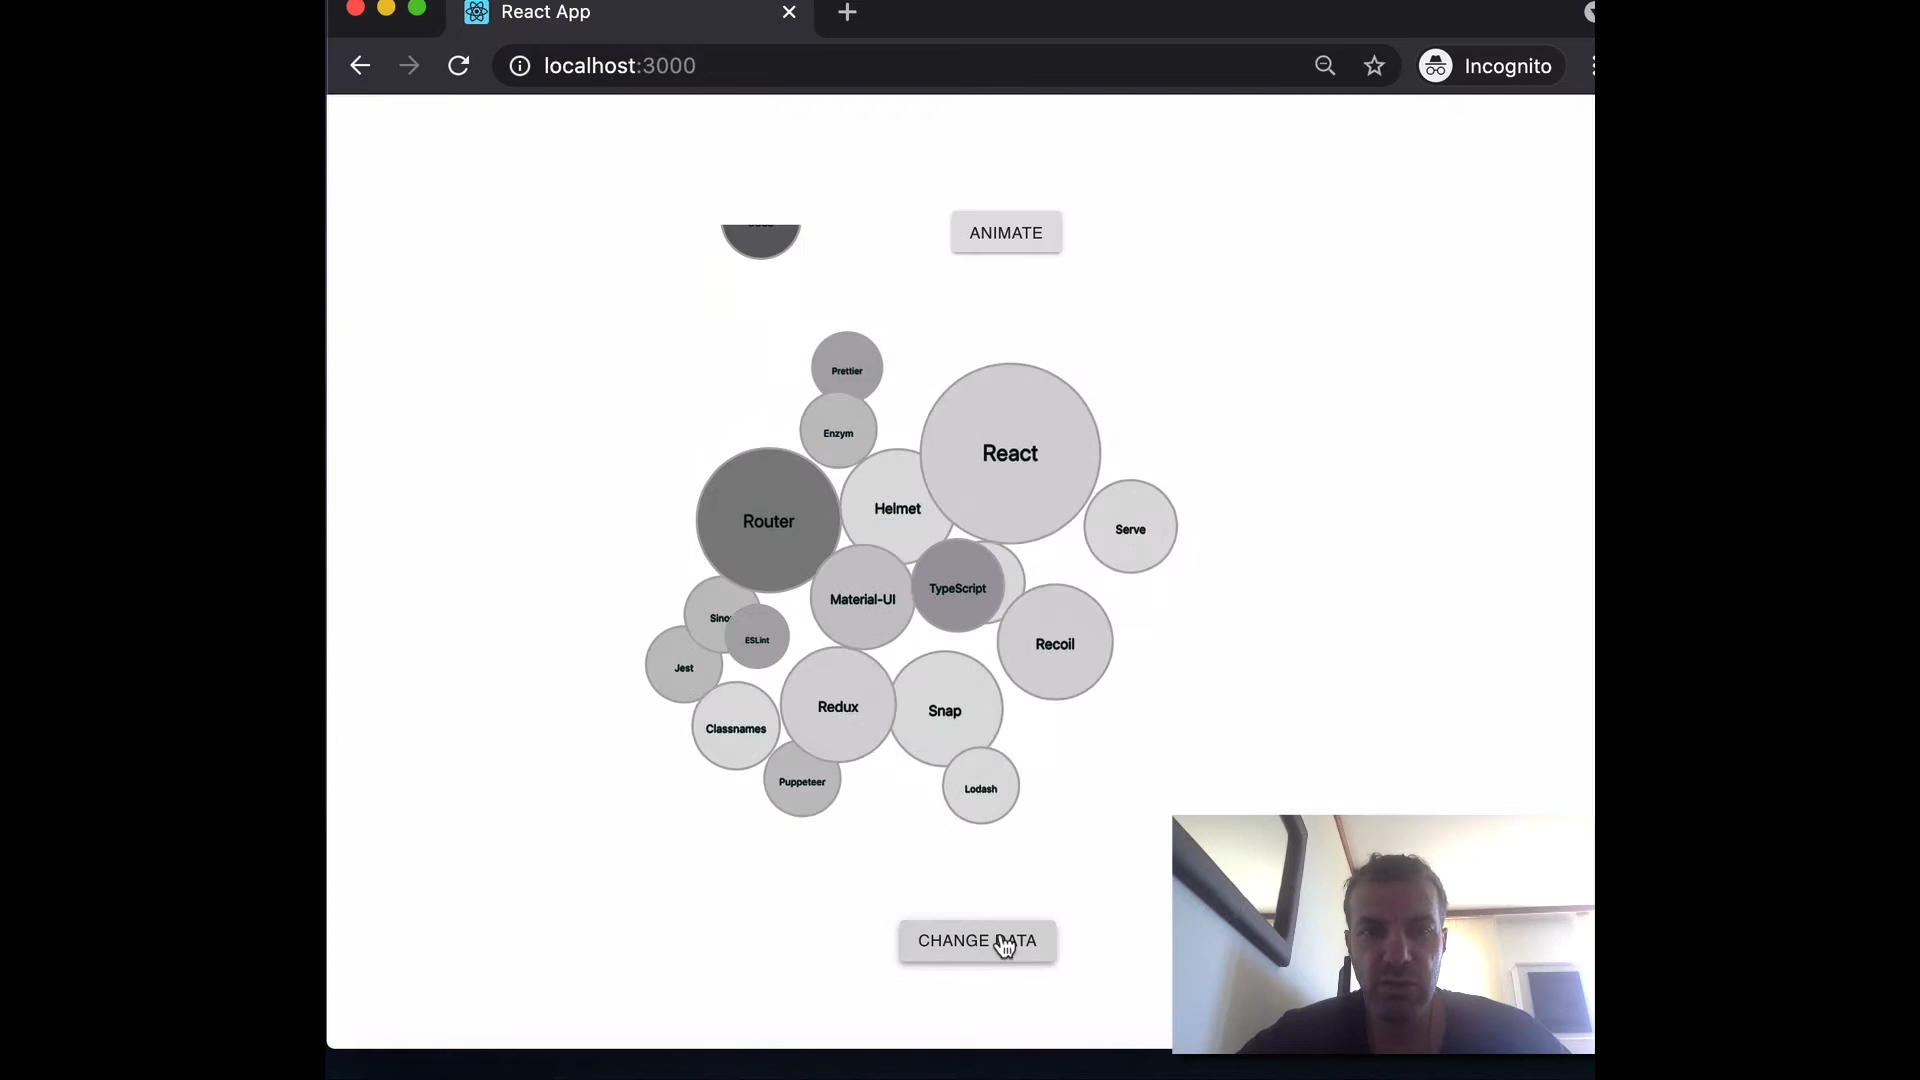 React App
localhost:3000
Incognito
ANIMATE
Prettier
Enzym
React
Helmet
Router
Serve
TypeScript
Material-UI
Sino
ESLint
Recoil
Jest
Redux
Snap
Classnames
Puppeteer
Lodash
CHANGE DATA